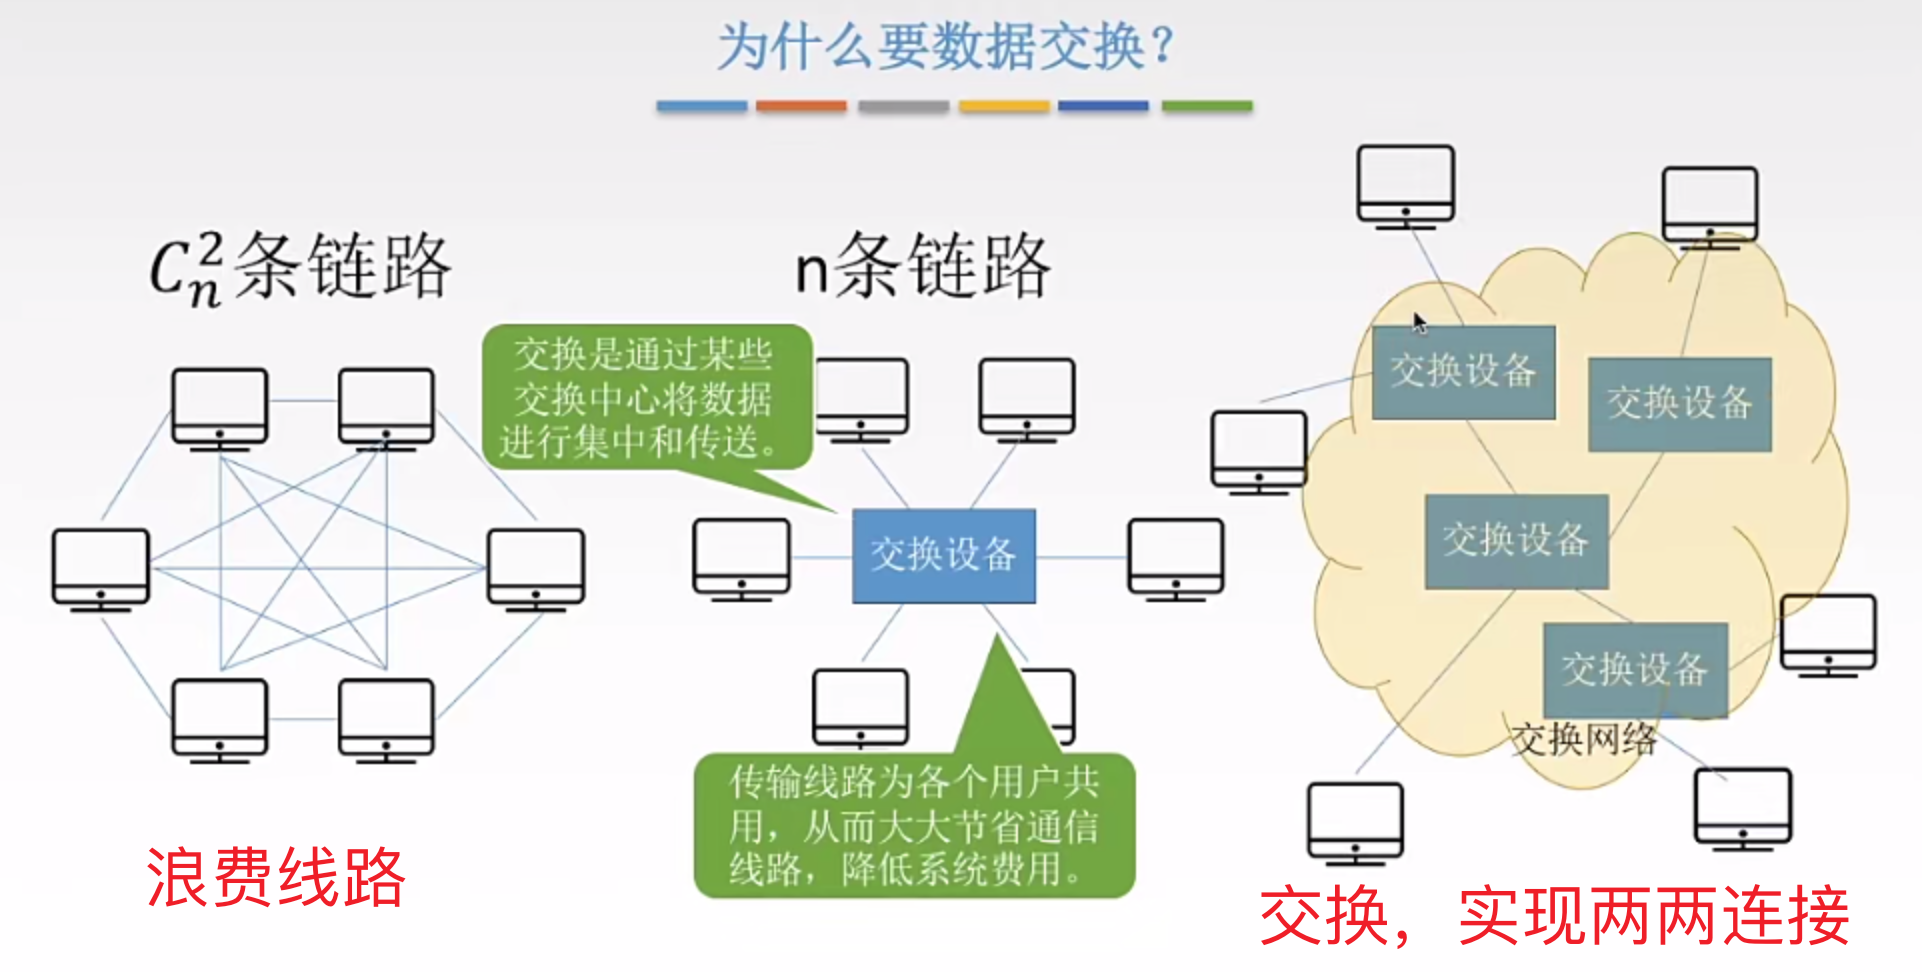 为什么要数据交换?
C_n^2条链路
n条链路
交换是通过某些
交换中心将数据
进行集中和传送。
交换设备
传输线路为各个用户共
用，从而大大节省通信
线路，降低系统费用。
交换设备
交换设备
交换设备
交换设备
交换网络
浪费线路
交换，实现两两连接